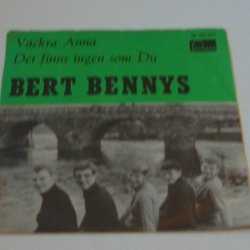 Vackra Anna
Det finns ingen som Du
BERT BENNYS